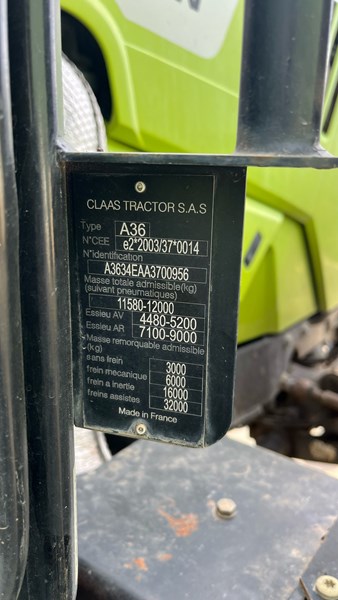 CLAAS TRACTOR S.A.S
Type A36
N°CEE e2*2003/37*0014
N°identification
A3634EAA3700956
Masse totale admissible(kg)
(suivant pneumatiques)
11580-12000
Essieu AV 4480-5200
Essieu AR 7100-9000
Masse remorquable admissible
(kg)
sans frein 3000
frein mecanique 6000
frein a inertie 16000
freins assistes 32000
Made in France